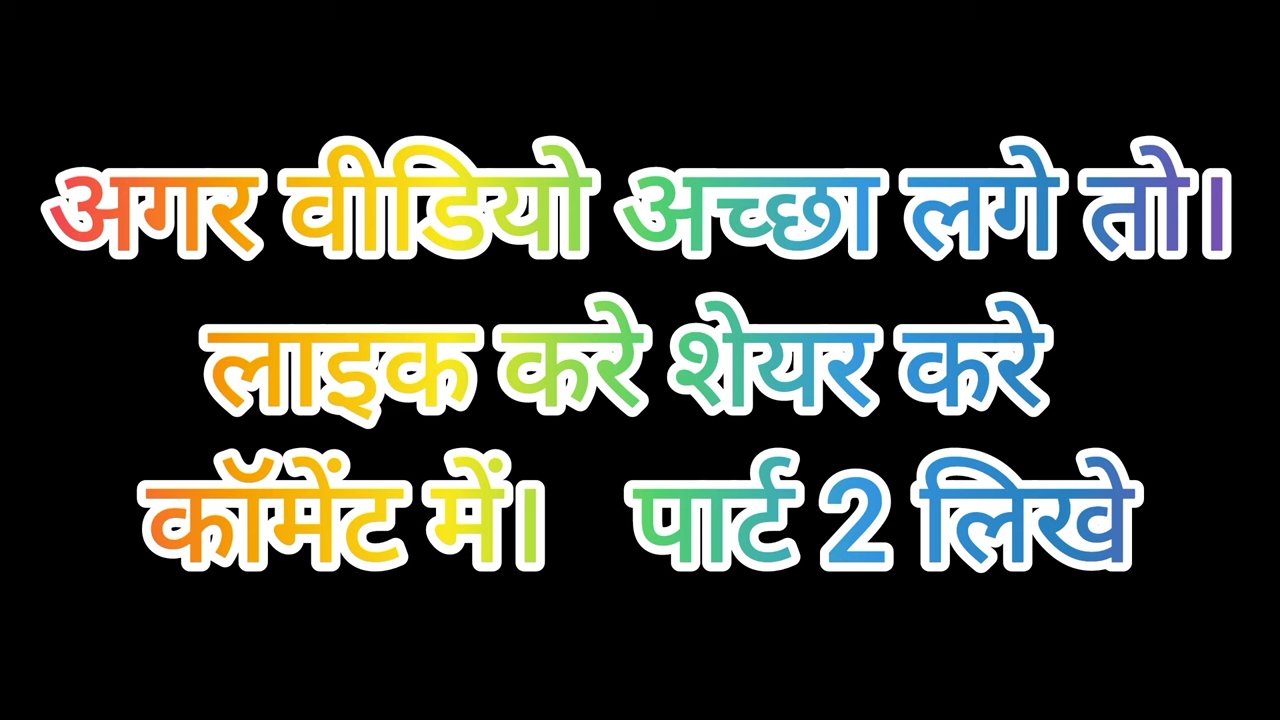 अगर वीडियो अच्छा लगे तो।
लाइक करे शेयर करे
कॉमेंट में।   पार्ट 2 लिखे